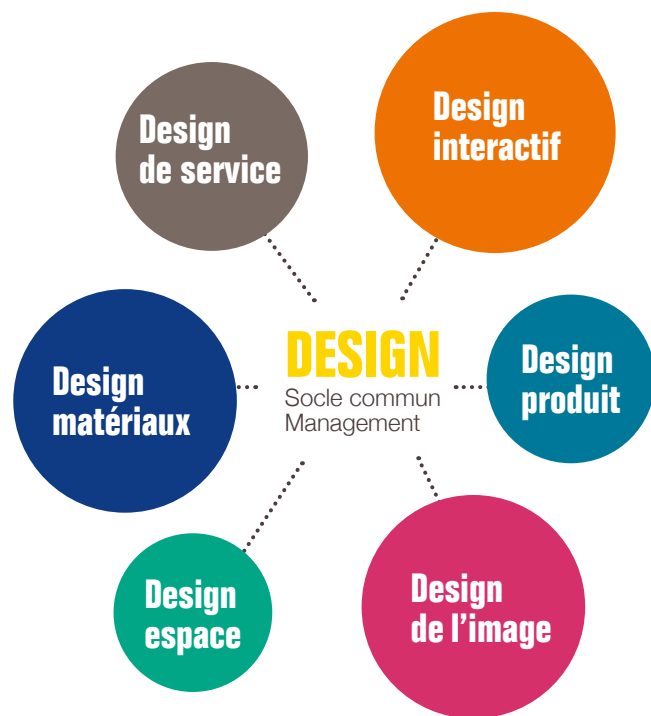 Design
interactif
Design
de service
DESIGN
Socle commun
Management
Design
produit
Design
matériaux
Design
de l’image
Design
espace